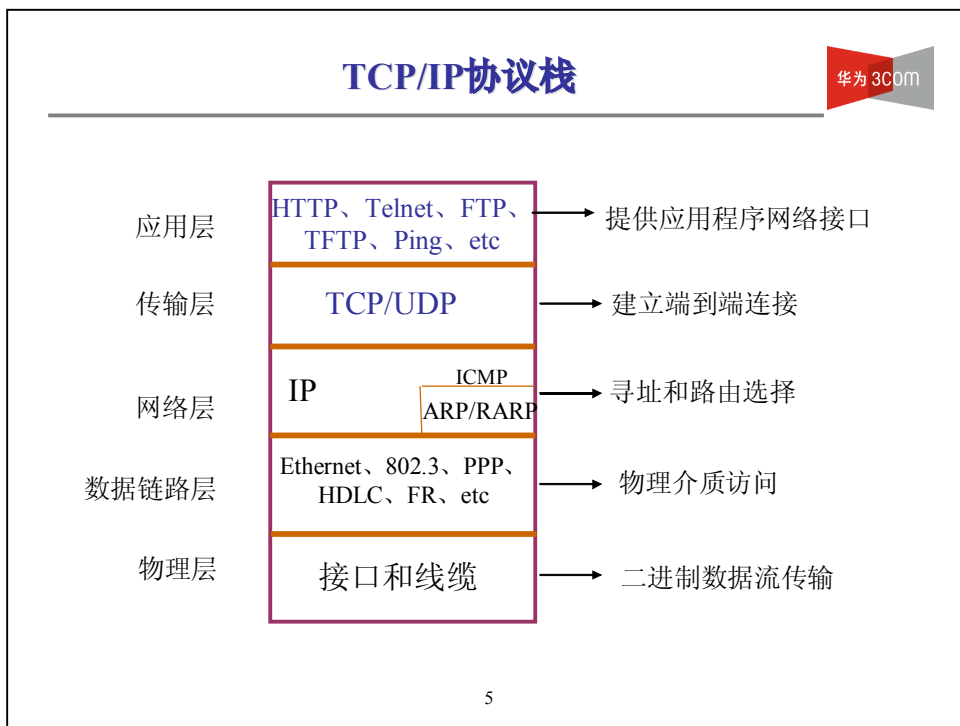 TCP/IP协议栈
华为 3COM
应用层
HTTP、Telnet、FTP、
TFTP、Ping、etc
提供应用程序网络接口
传输层
TCP/UDP
建立端到端连接
网络层
IP
ICMP
ARP/RARP
寻址和路由选择
数据链路层
Ethernet、802.3、PPP、
HDLC、FR、etc
物理介质访问
物理层
接口和线缆
二进制数据流传输
5